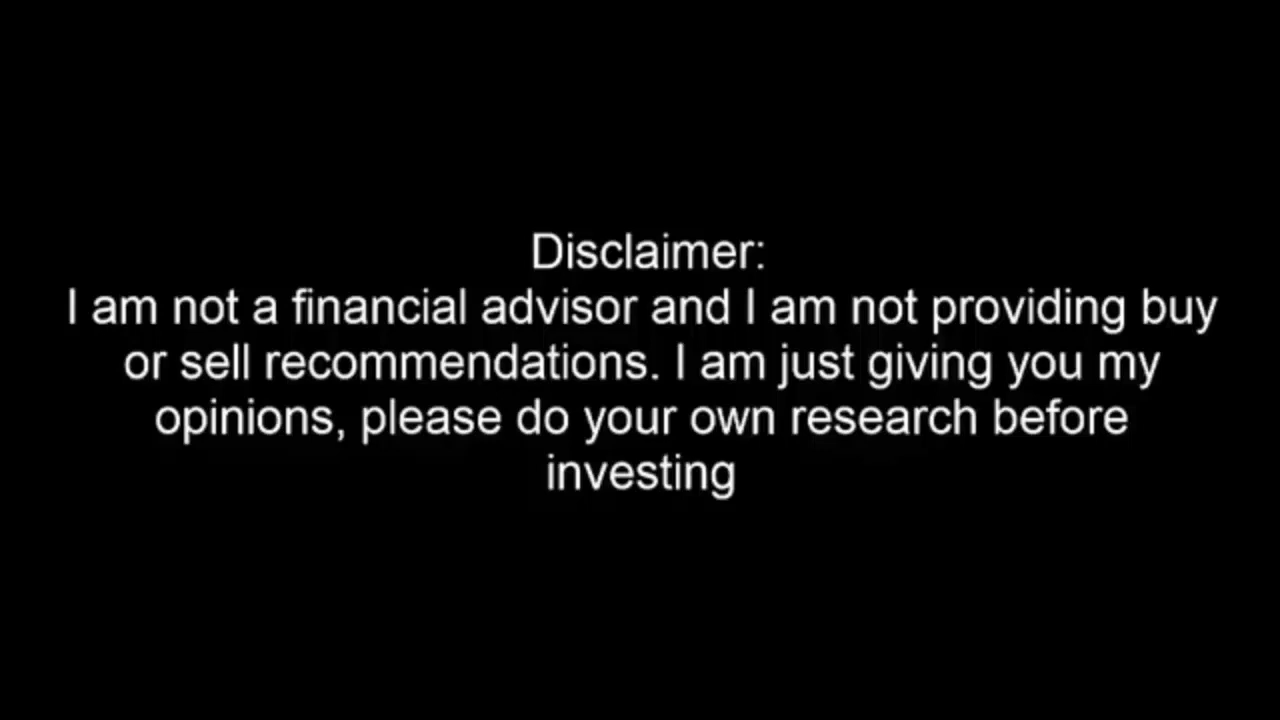 Disclaimer:
I am not a financial advisor and I am not providing buy
or sell recommendations. I am just giving you my
opinions, please do your own research before
investing